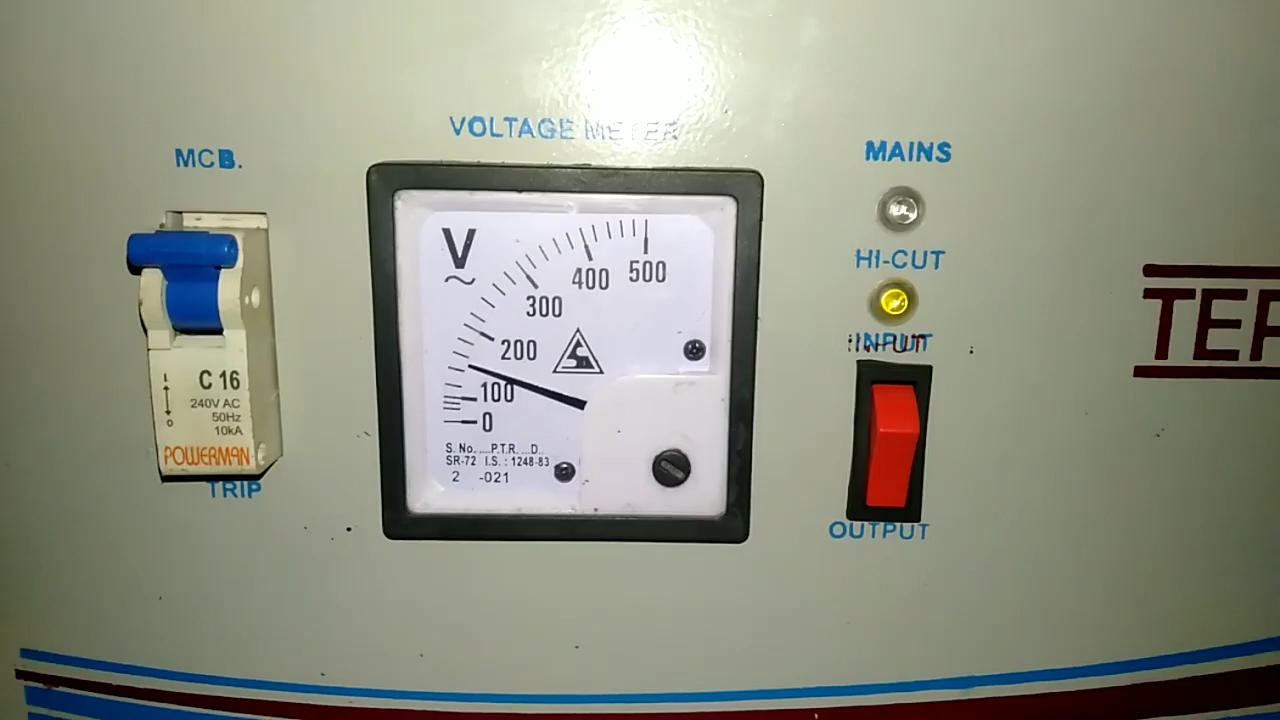 MCB.
C 16
240V AC
50Hz
10kA
POWERMAN
TRIP
VOLTAGE METER
V
~
500
400
300
200
100
0
S. No. ....P.T.R. ...D..
SR-72 I.S. : 1248-83
2 -021
MAINS
HI-CUT
INPUT
OUTPUT